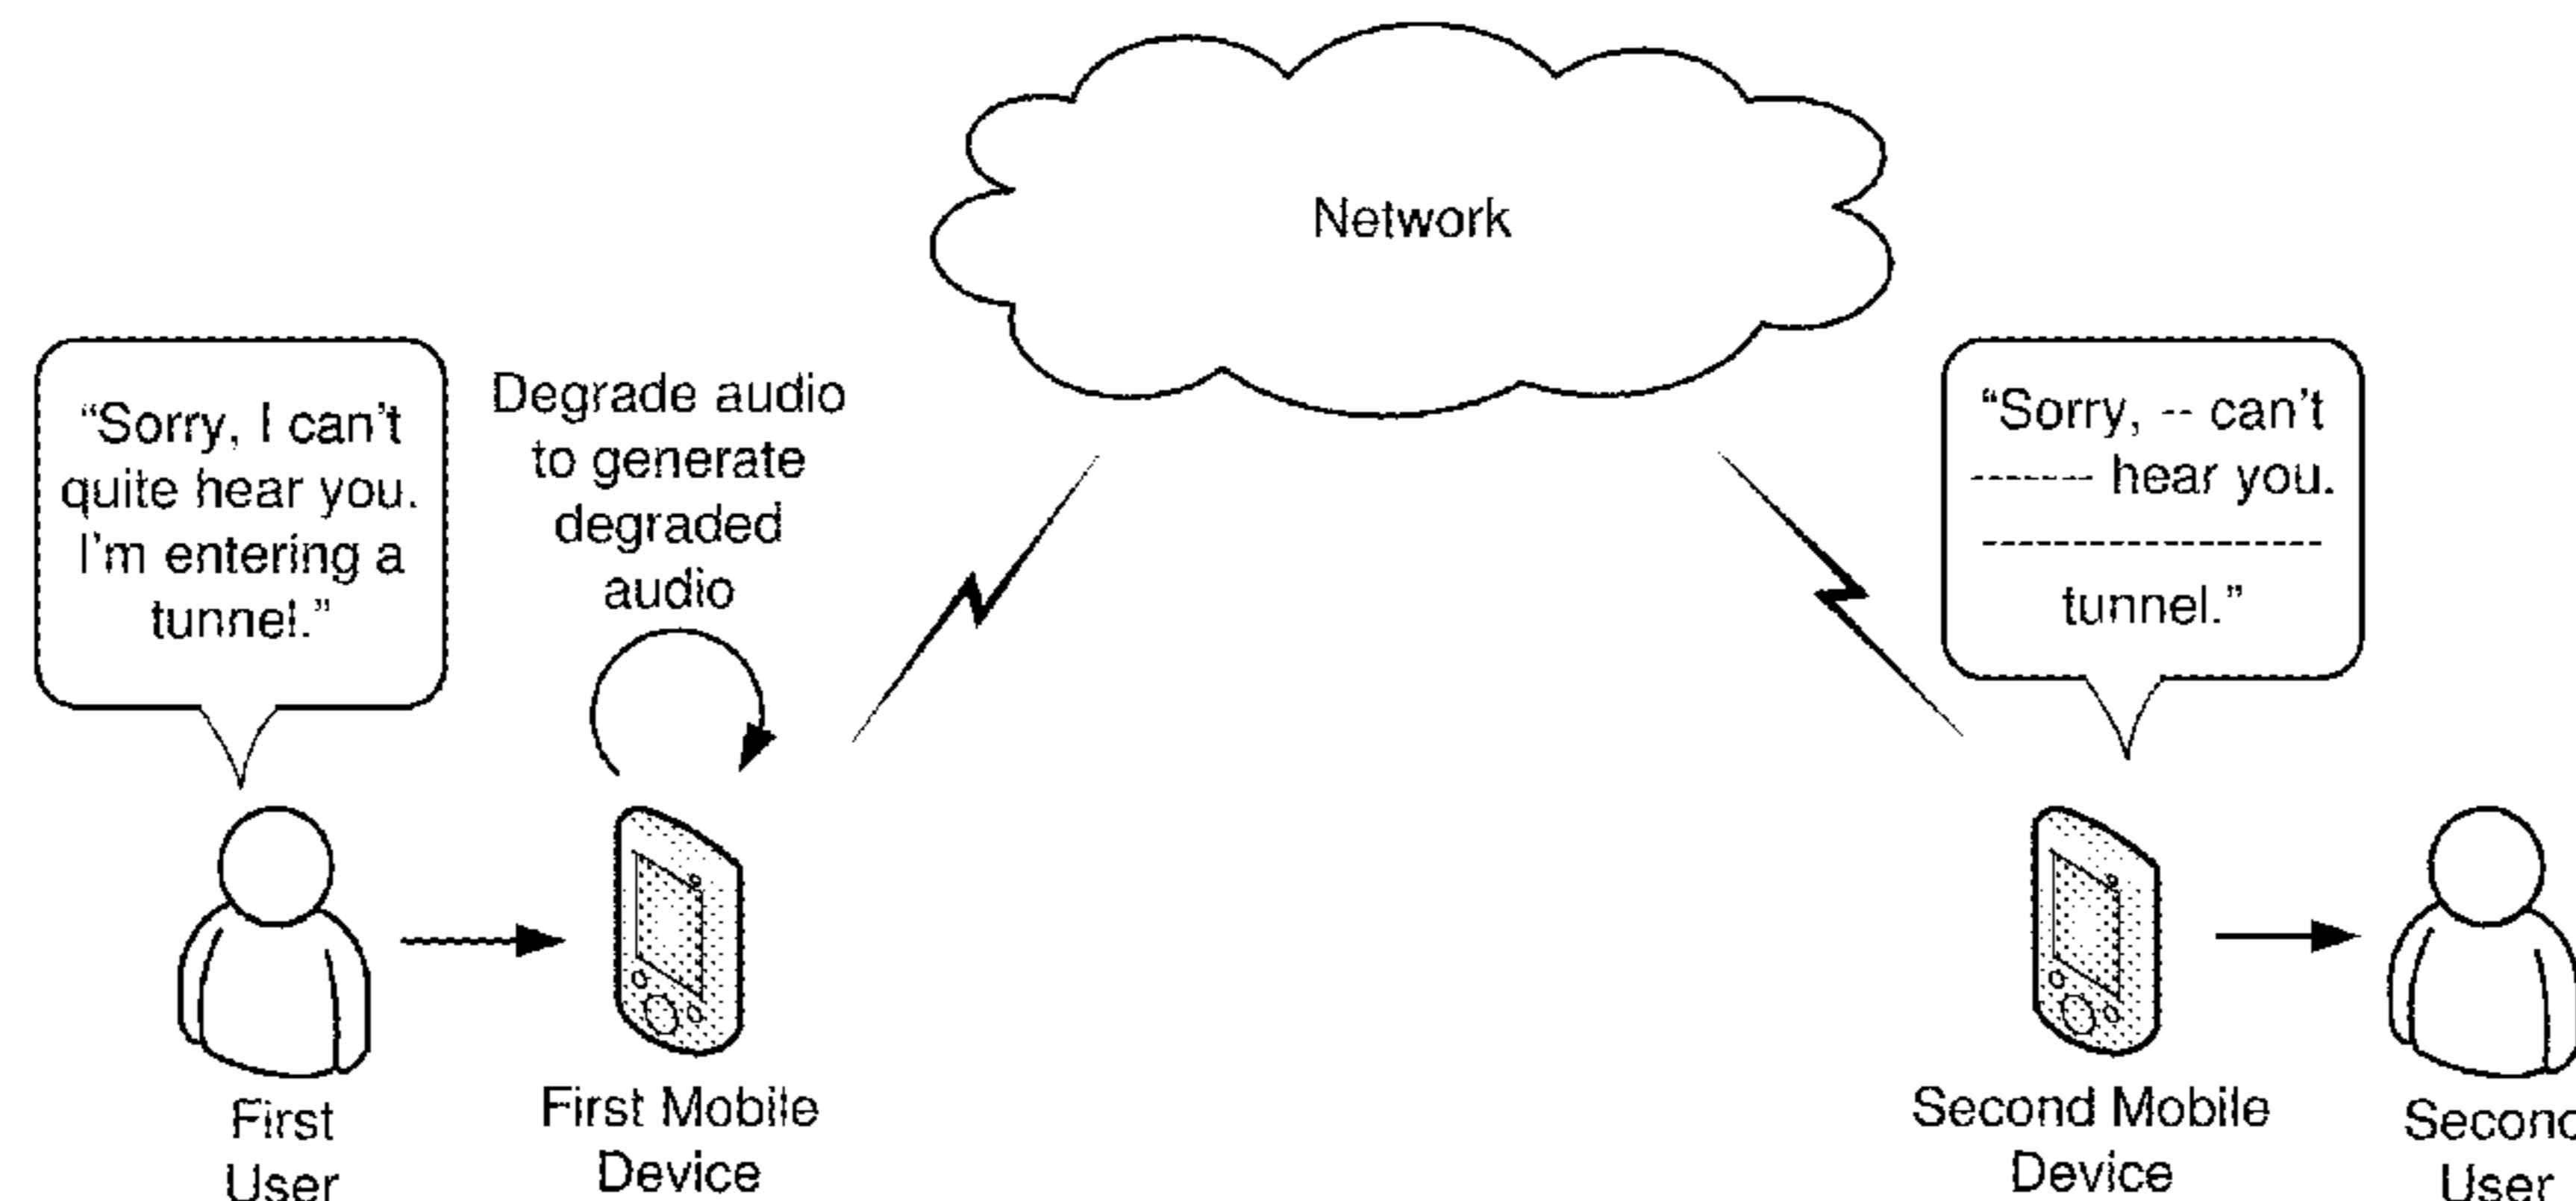 Network
“Sorry, I can't
quite hear you.
I'm entering a
tunnel.”
Degrade audio
to generate
degraded
audio
“Sorry, -- can't
------- hear you.
--------------------
tunnel.”
First
User
First Mobile
Device
Second Mobile
Device
Second
User